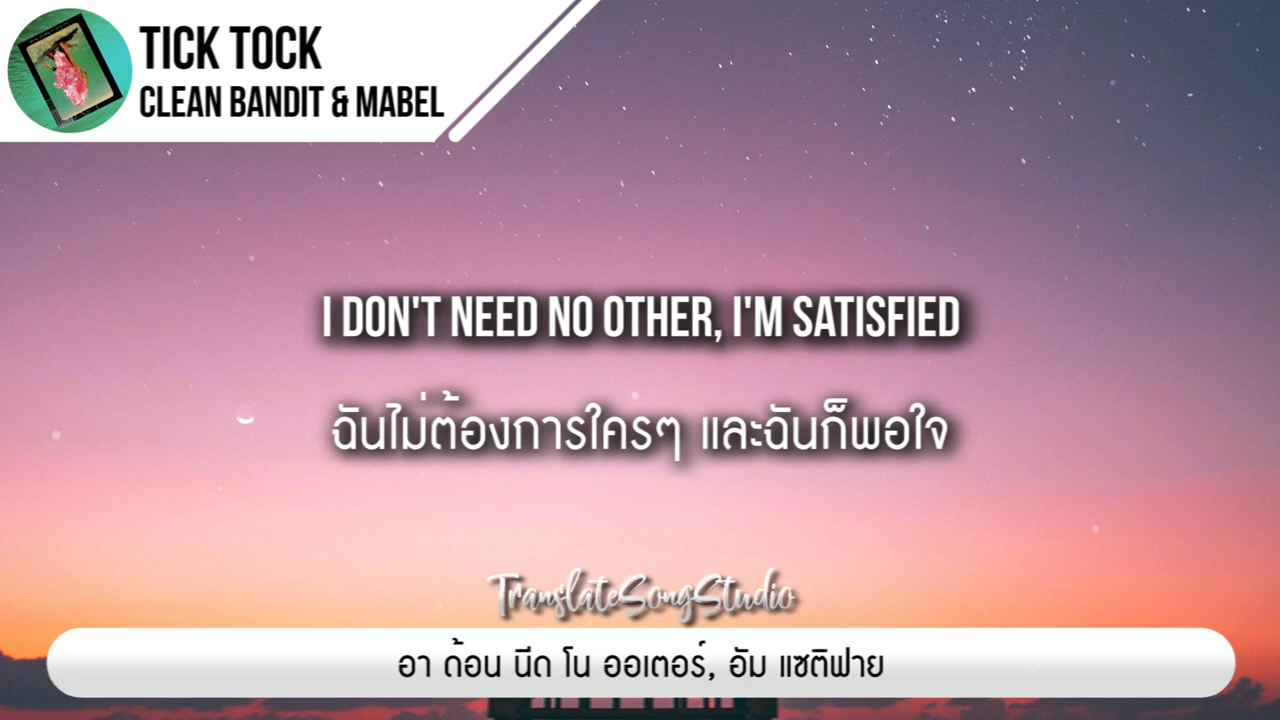 TICK TOCK
CLEAN BANDIT & MABEL
I DON'T NEED NO OTHER, I'M SATISFIED
ฉันไม่ต้องการใครๆ และฉันก็พอใจ
TranslateSongStudio
อา ด้อน นีด โน ออเตอร์, อัม แซติฟาย